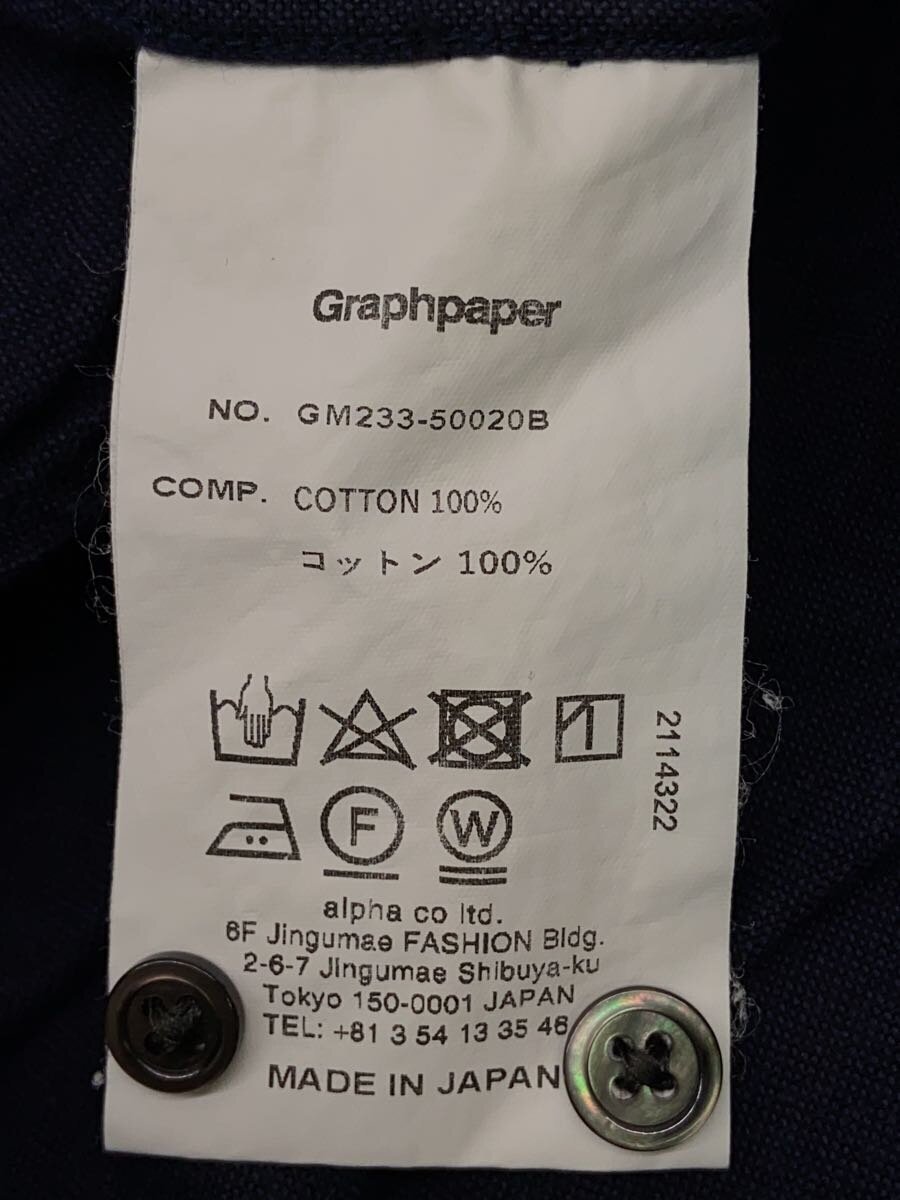 Graphpaper
NO. GM233-50020B
COMP. COTTON 100%
コットン 100%
2114322
F
W
alpha co ltd.
6F Jingumae FASHION Bldg.
2-6-7 Jingumae Shibuya-ku
Tokyo 150-0001 JAPAN
TEL: +81 3 54 13 35 46
MADE IN JAPAN